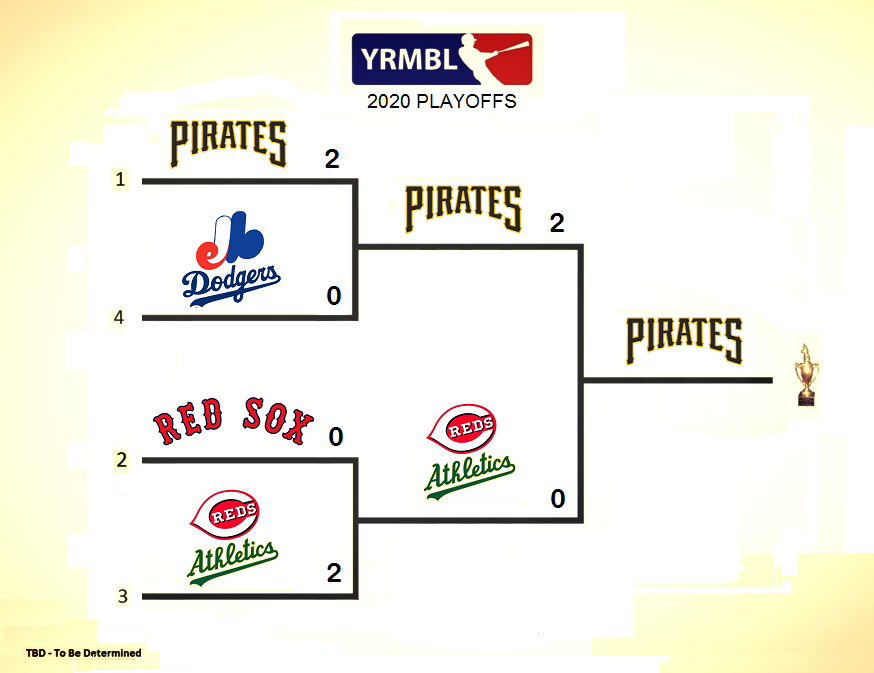 YRMBL
2020 PLAYOFFS
PIRATES 2
1
PIRATES 2
Dodgers
0
4
PIRATES
RED SOX 0
2
REDS
Athletics
0
REDS
Athletics
2
3
TBD - To Be Determined